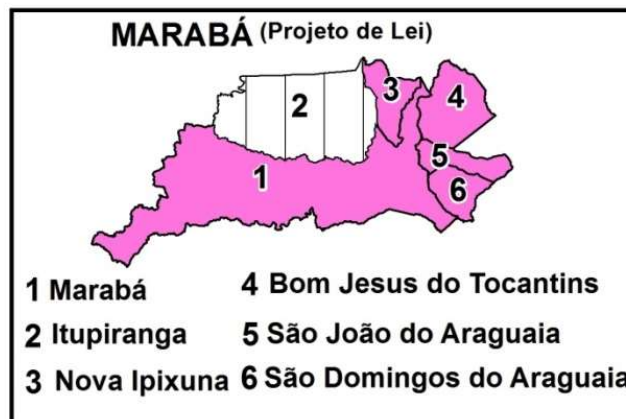 MARABÁ (Projeto de Lei)
2
3
4
5
1
6
1 Marabá
4 Bom Jesus do Tocantins
2 Itupiranga
5 São João do Araguaia
3 Nova Ipixuna
6 São Domingos do Araguaia